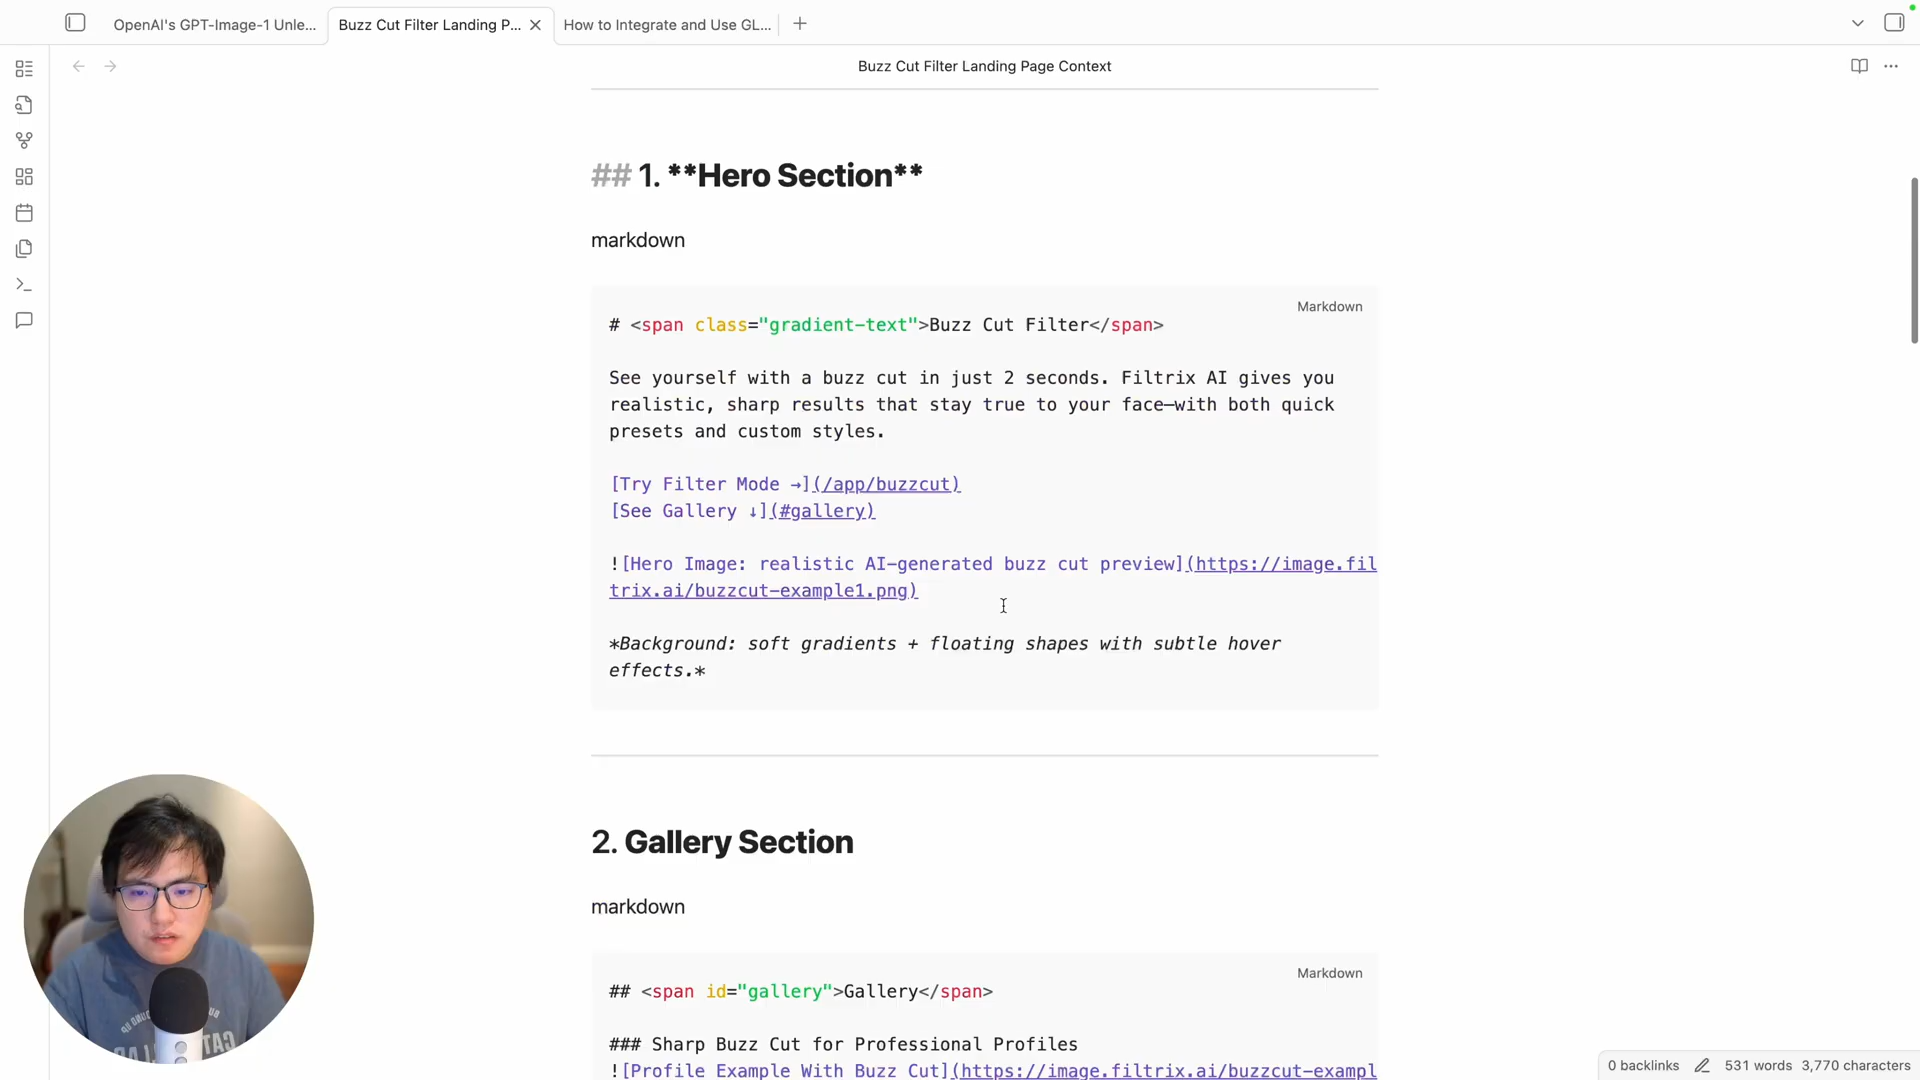 OpenAI's GPT-Image-1 Unle...
Buzz Cut Filter Landing P...
How to Integrate and Use GL...
Buzz Cut Filter Landing Page Context
## 1. **Hero Section**
markdown
Markdown
# <span class="gradient-text">Buzz Cut Filter</span>
See yourself with a buzz cut in just 2 seconds. Filtrix AI gives you
realistic, sharp results that stay true to your face—with both quick
presets and custom styles.
[Try Filter Mode →](/app/buzzcut)
[See Gallery ↓](#gallery)
![Hero Image: realistic AI-generated buzz cut preview](https://image.fil
trix.ai/buzzcut-example1.png)
*Background: soft gradients + floating shapes with subtle hover
effects.*
2. Gallery Section
markdown
Markdown
## <span id="gallery">Gallery</span>
### Sharp Buzz Cut for Professional Profiles
![Profile Example With Buzz Cut](https://image.filtrix.ai/buzzcut-exampl
0 backlinks
531 words
3,770 characters